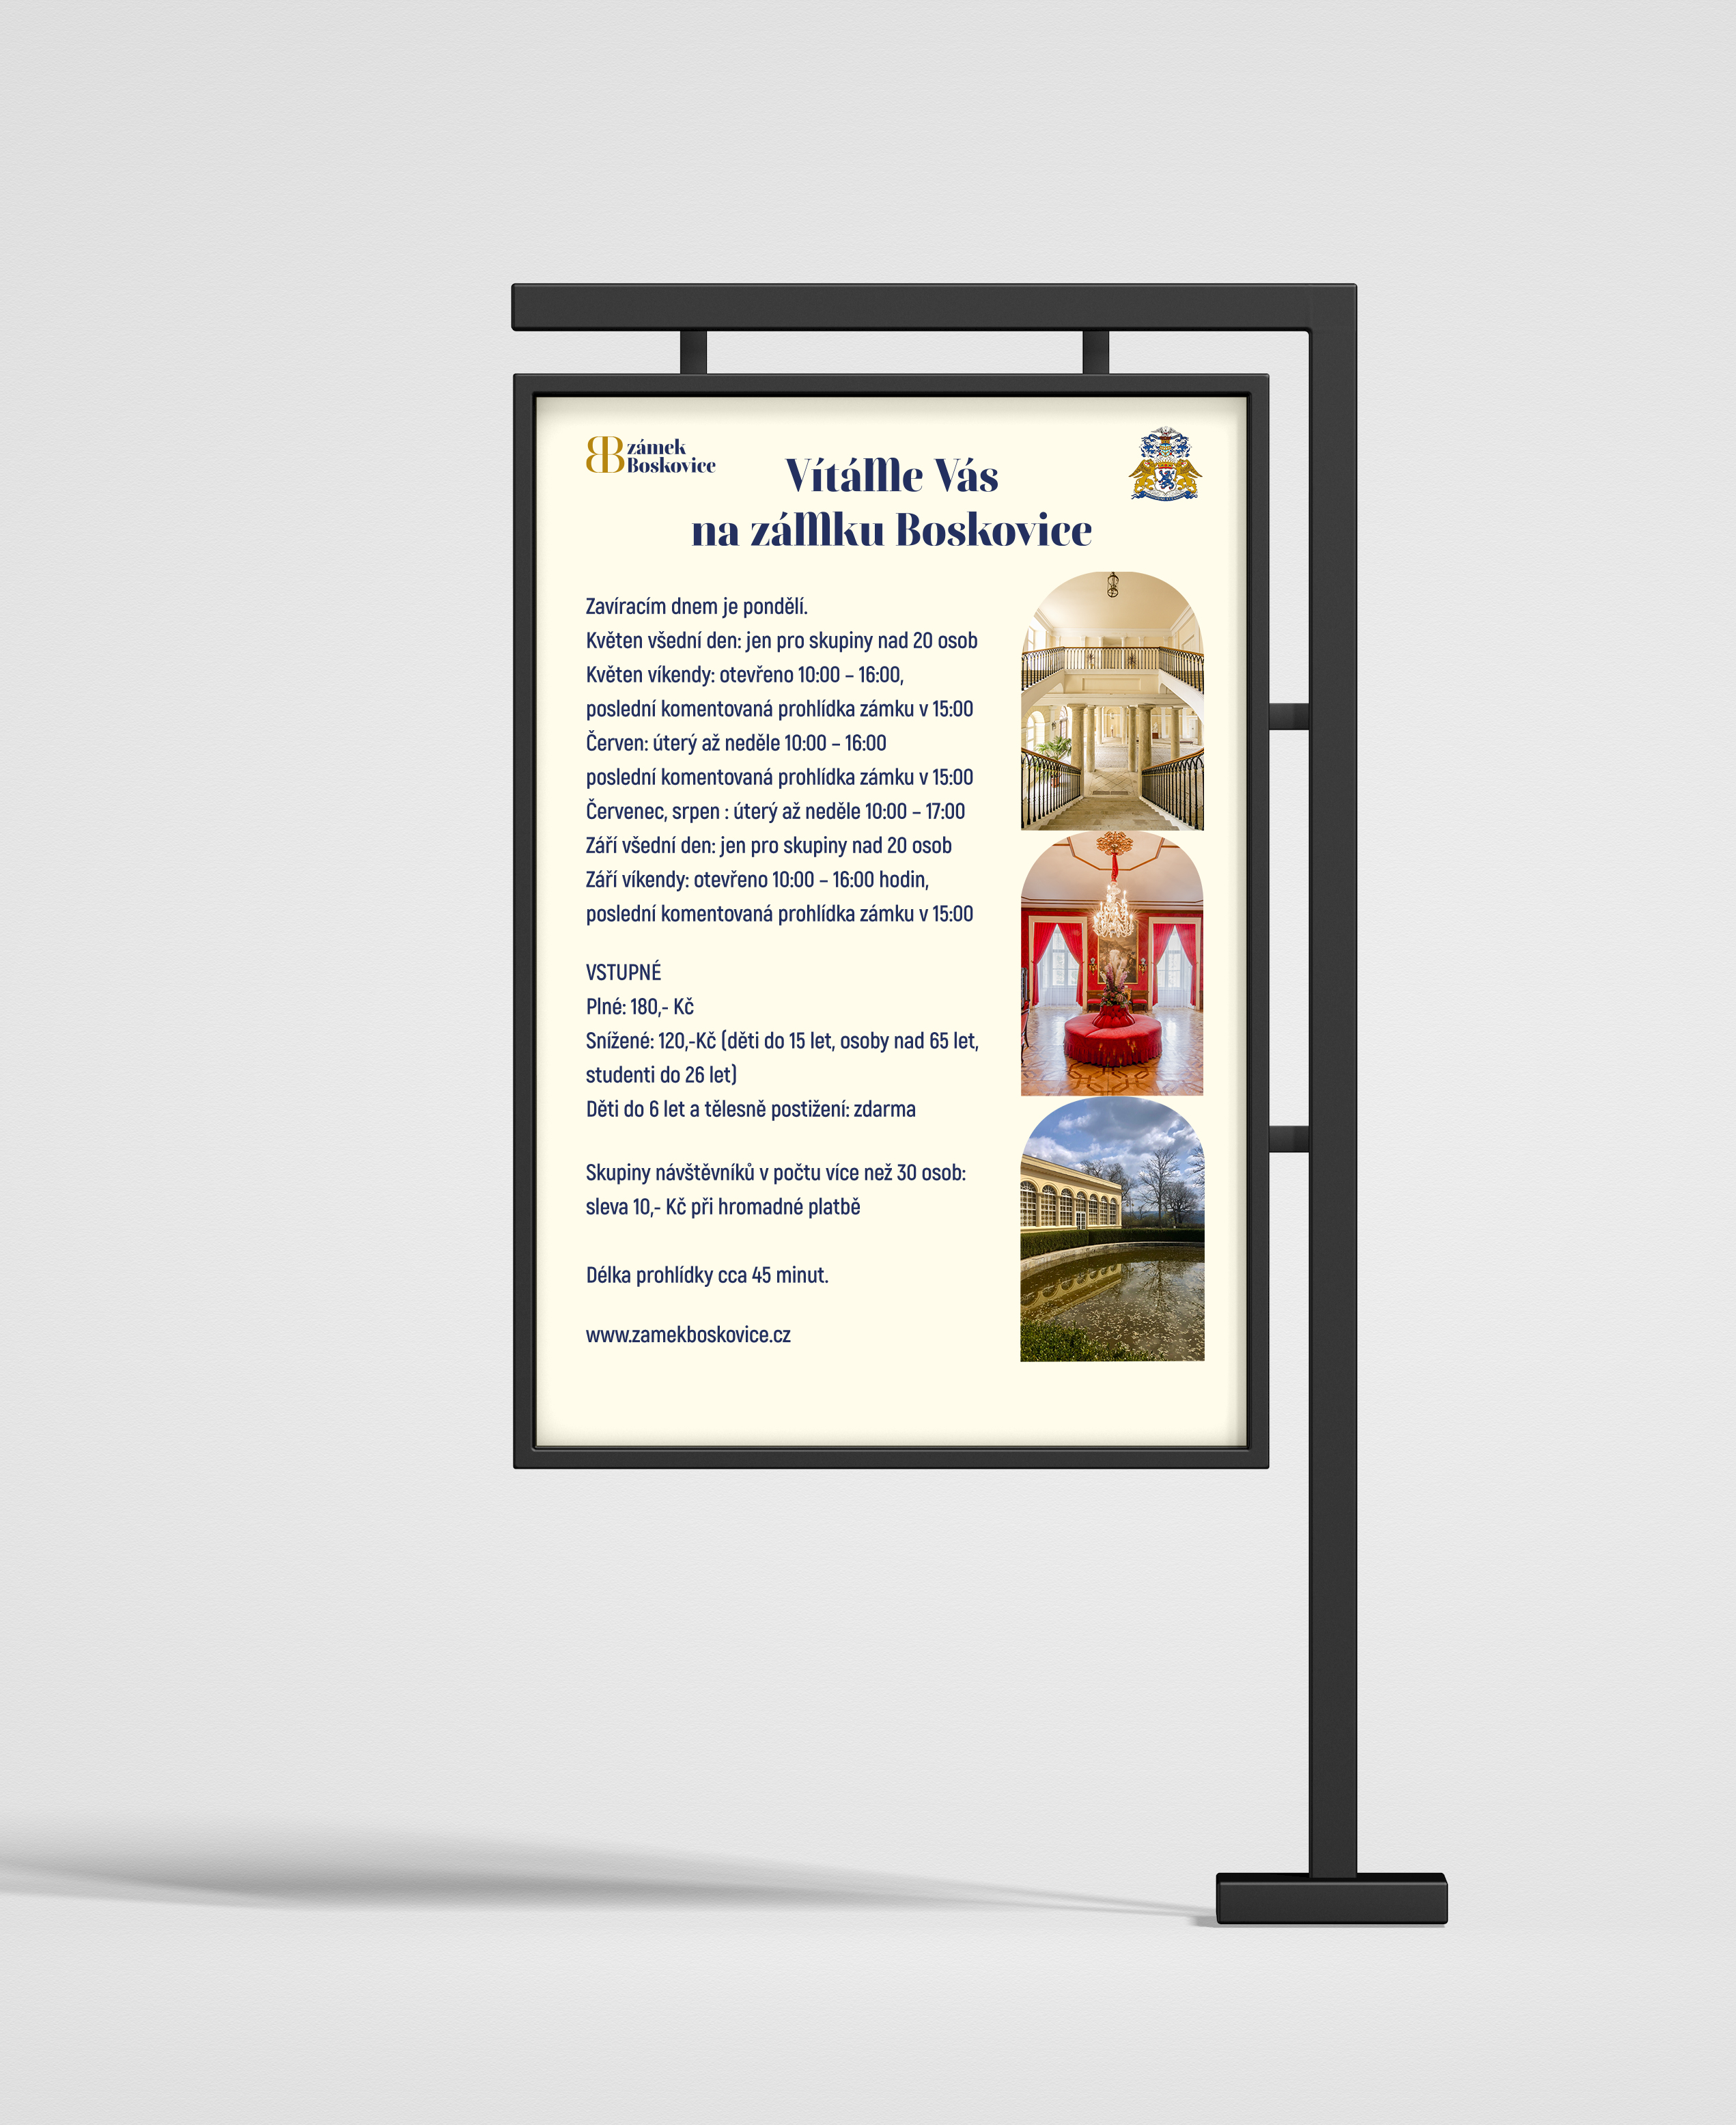 zámek
Boskovice
Vítáme Vás
na zámku Boskovice
Zavíracím dnem je pondělí.
Květen všední den: jen pro skupiny nad 20 osob
Květen víkendy: otevřeno 10:00 – 16:00,
poslední komentovaná prohlídka zámku v 15:00
Červen: úterý až neděle 10:00 – 16:00
poslední komentovaná prohlídka zámku v 15:00
Červenec, srpen : úterý až neděle 10:00 – 17:00
Září všední den: jen pro skupiny nad 20 osob
Září víkendy: otevřeno 10:00 – 16:00 hodin,
poslední komentovaná prohlídka zámku v 15:00
VSTUPNÉ
Plné: 180,- Kč
Snížené: 120,-Kč (děti do 15 let, osoby nad 65 let,
studenti do 26 let)
Děti do 6 let a tělesně postižení: zdarma
Skupiny návštěvníků v počtu více než 30 osob:
sleva 10,- Kč při hromadné platbě
Délka prohlídky cca 45 minut.
www.zamekboskovice.cz